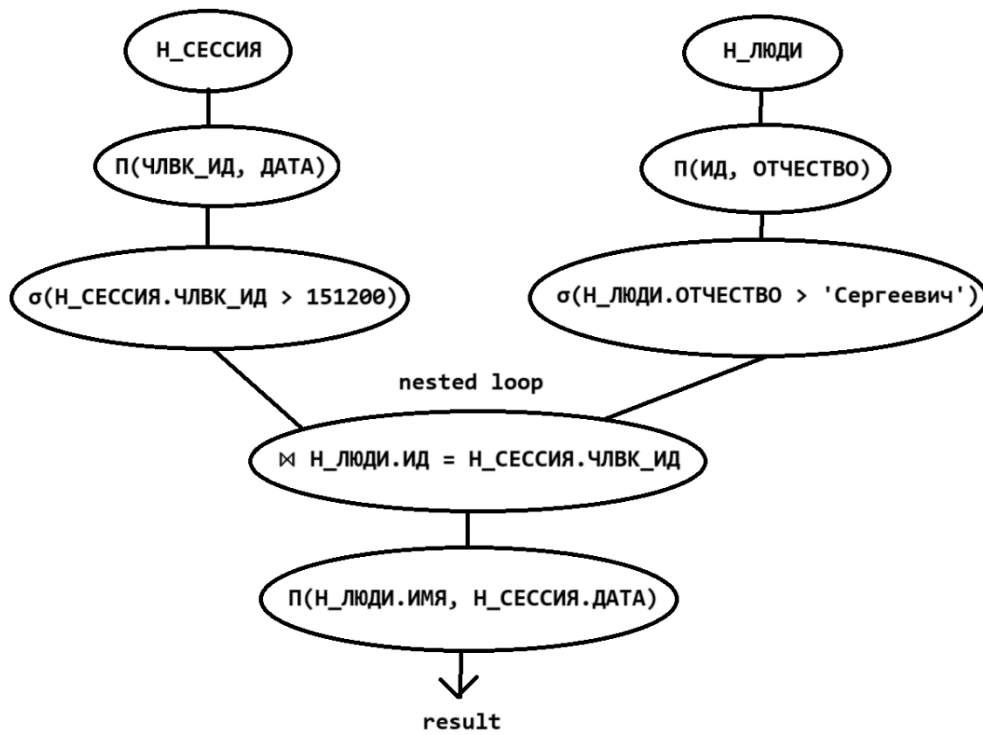 Н_СЕССИЯ
Н_ЛЮДИ
П(ЧЛВК_ИД, ДАТА)
П(ИД, ОТЧЕСТВО)
σ(Н_СЕССИЯ.ЧЛВК_ИД > 151200)
σ(Н_ЛЮДИ.ОТЧЕСТВО > 'Сергеевич')
nested loop
⋈ Н_ЛЮДИ.ИД = Н_СЕССИЯ.ЧЛВК_ИД
П(Н_ЛЮДИ.ИМЯ, Н_СЕССИЯ.ДАТА)
result